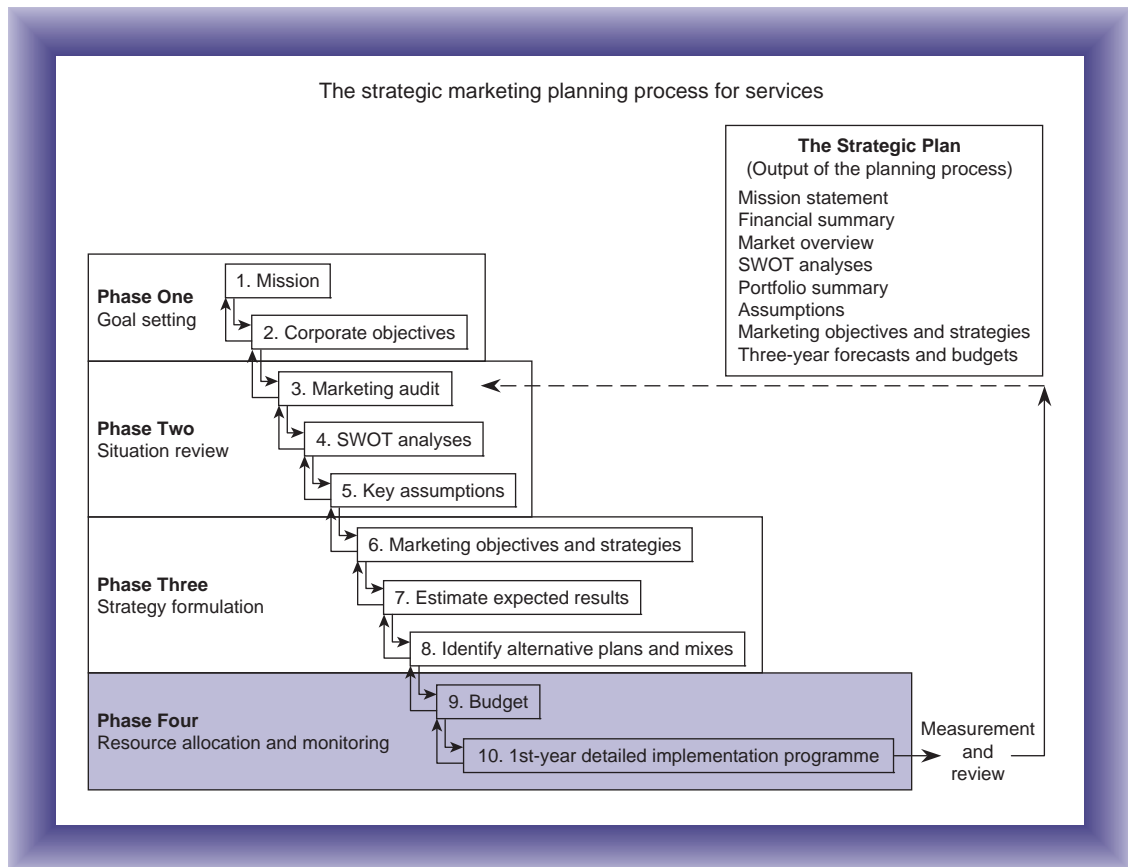 The strategic marketing planning process for services
The Strategic Plan
(Output of the planning process)
Mission statement
Financial summary
Market overview
SWOT analyses
Portfolio summary
Assumptions
Marketing objectives and strategies
Three-year forecasts and budgets
Phase One
Goal setting
1. Mission
2. Corporate objectives
Phase Two
Situation review
3. Marketing audit
4. SWOT analyses
5. Key assumptions
Phase Three
Strategy formulation
6. Marketing objectives and strategies
7. Estimate expected results
8. Identify alternative plans and mixes
Phase Four
Resource allocation and monitoring
9. Budget
10. 1st-year detailed implementation programme
Measurement
and
review